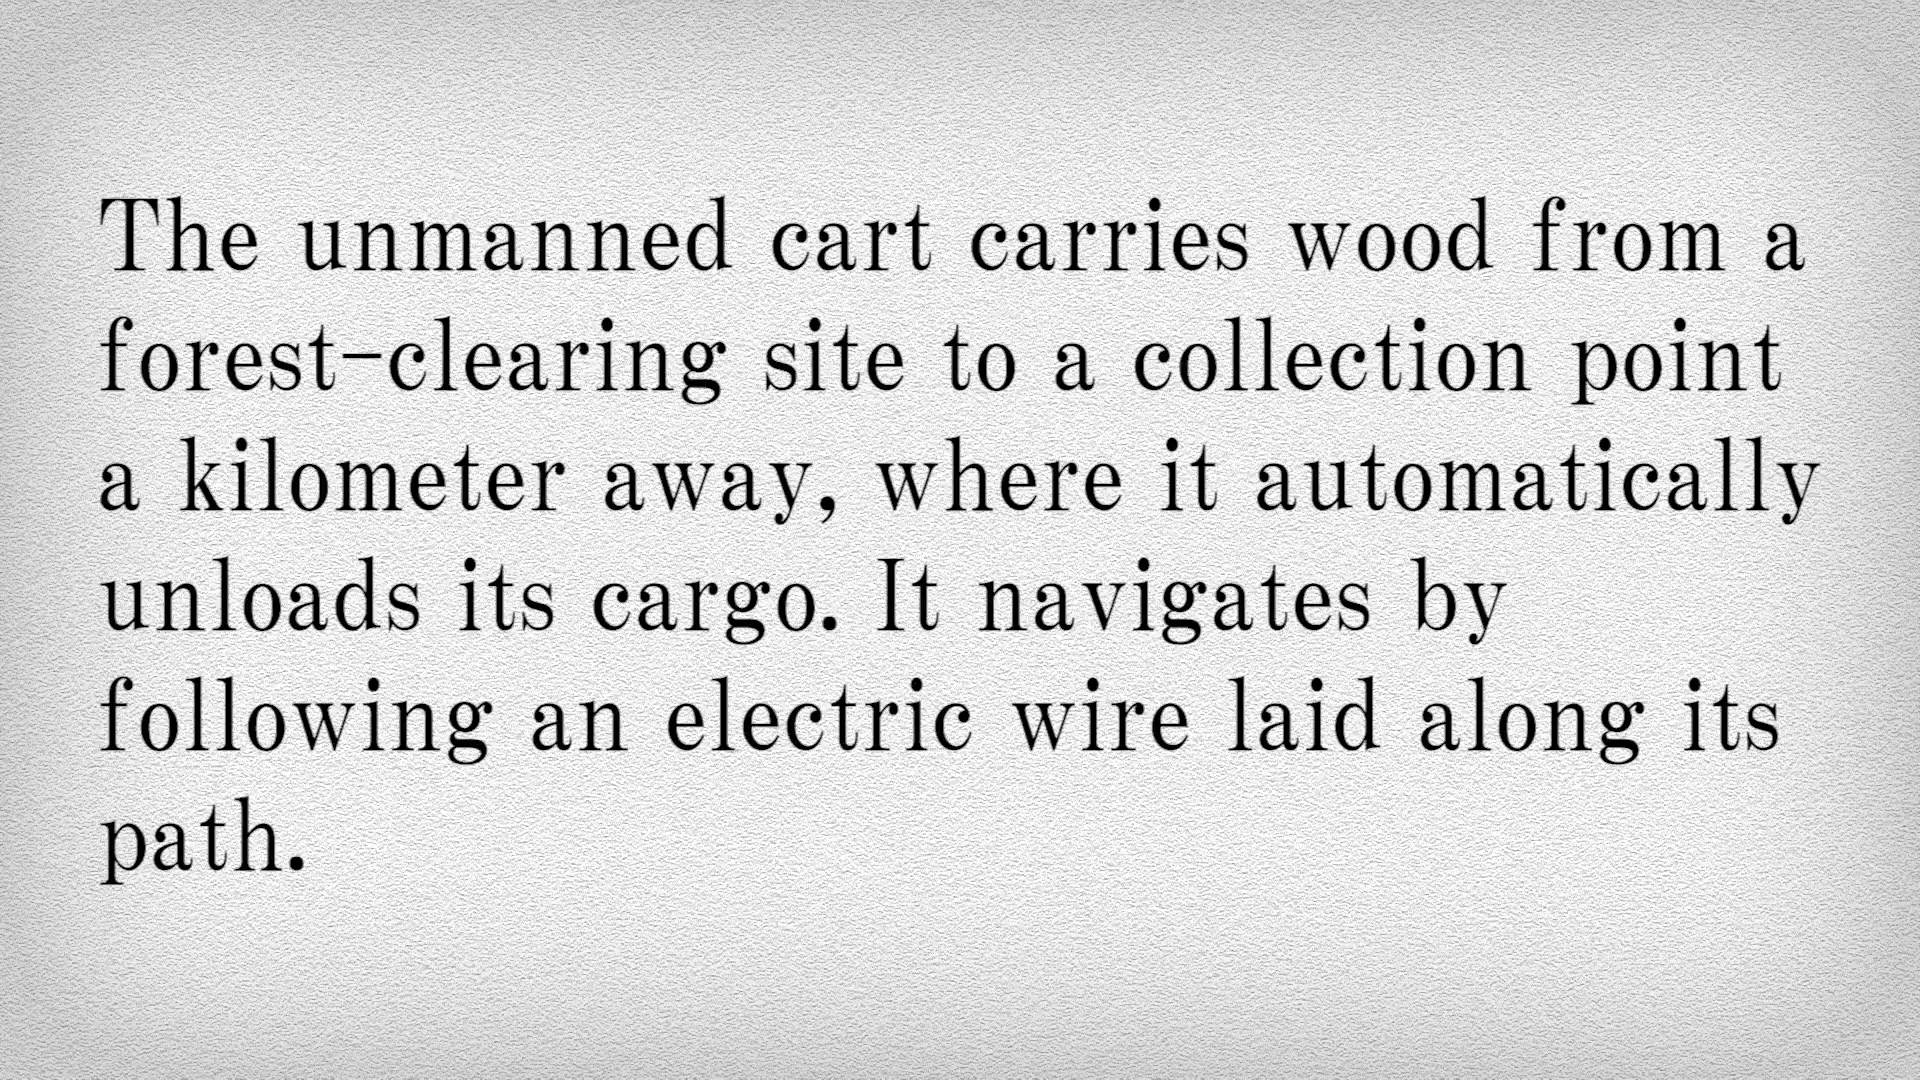 The unmanned cart carries wood from a
forest-clearing site to a collection point
a kilometer away, where it automatically
unloads its cargo. It navigates by
following an electric wire laid along its
path.